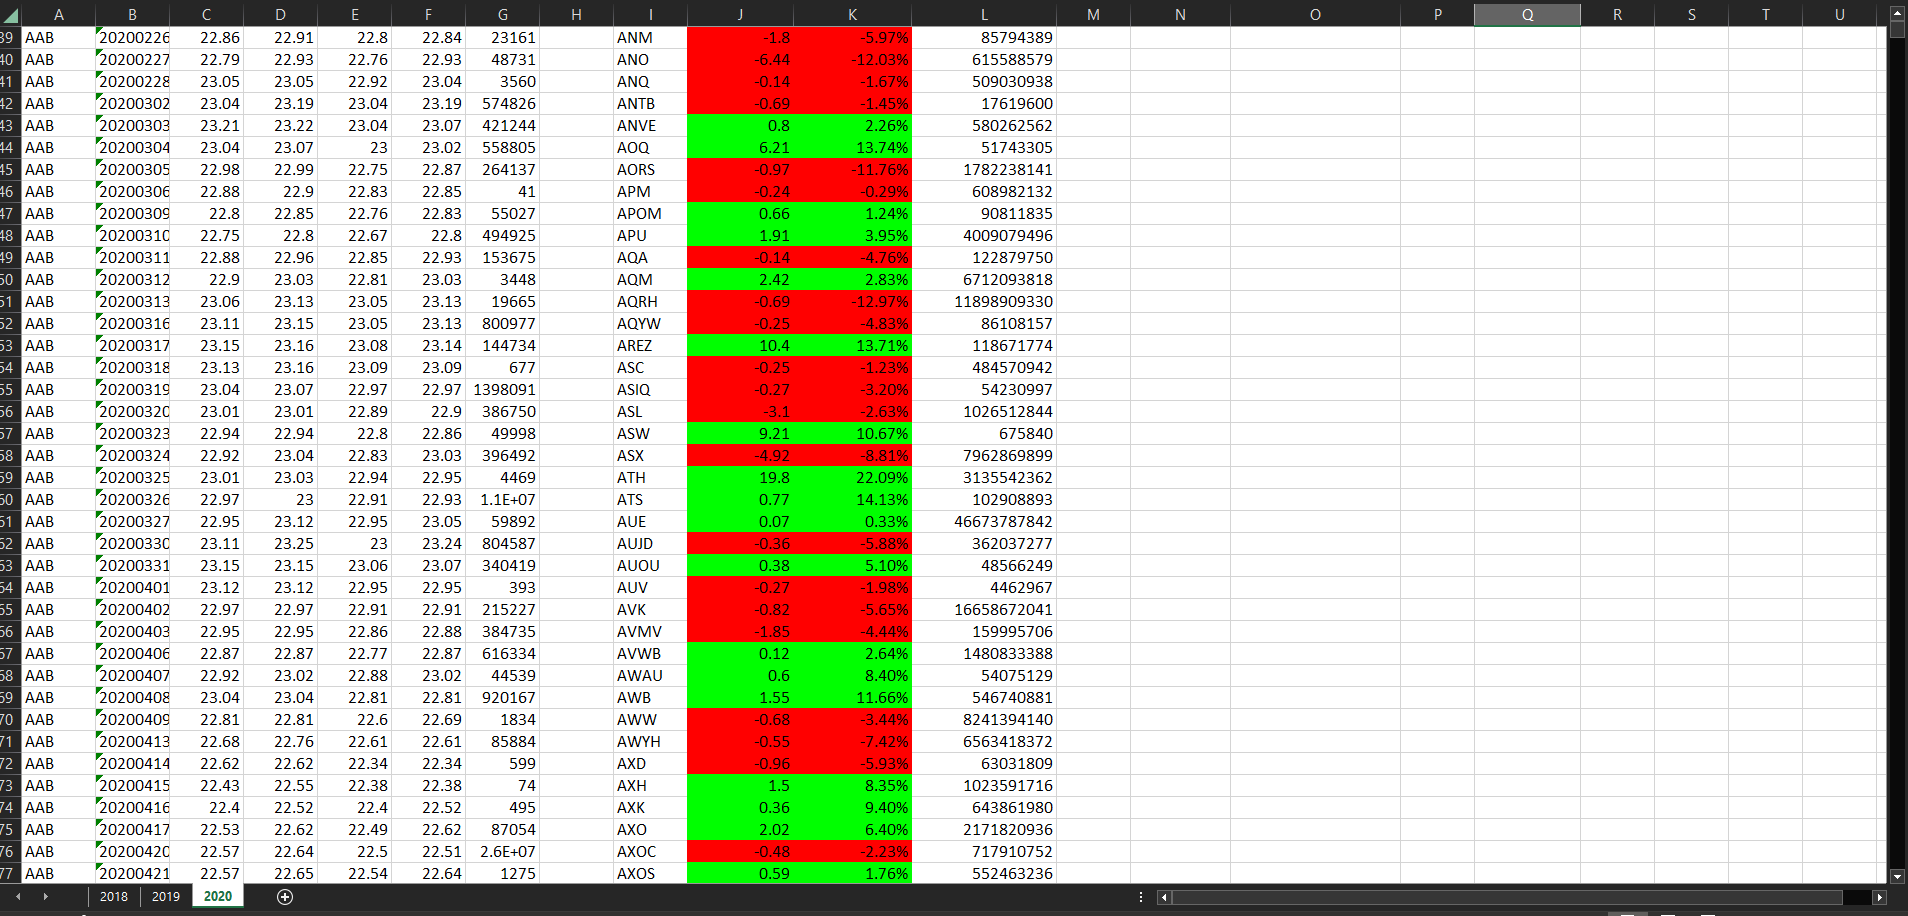 A B C D E F G H I J K L M N O P Q R S T U
39 AAB 20200226 22.86 22.91 22.8 22.84 23161 ANM -1.8 -5.97% 85794389
40 AAB 20200227 22.79 22.93 22.76 22.93 48731 ANO -6.44 -12.03% 615588579
41 AAB 20200228 23.05 23.05 22.92 23.04 3560 ANQ -0.14 -1.67% 509030938
42 AAB 20200302 23.04 23.19 23.04 23.19 574826 ANTB -0.69 -1.45% 17619600
43 AAB 20200303 23.21 23.22 23.04 23.07 421244 ANVE 0.8 2.26% 580262562
44 AAB 20200304 23.04 23.07 23 23.02 558805 AOQ 6.21 13.74% 51743305
45 AAB 20200305 22.98 22.99 22.75 22.87 264137 AORS -0.97 -11.76% 1782238141
46 AAB 20200306 22.88 22.9 22.83 22.85 41 APM -0.24 -0.29% 608982132
47 AAB 20200309 22.8 22.85 22.76 22.83 55027 APOM 0.66 1.24% 90811835
48 AAB 20200310 22.75 22.8 22.67 22.8 494925 APU 1.91 3.95% 4009079496
49 AAB 20200311 22.88 22.96 22.85 22.93 153675 AQA -0.14 -4.76% 122879750
50 AAB 20200312 22.9 23.03 22.81 23.03 3448 AQM 2.42 2.83% 6712093818
51 AAB 20200313 23.06 23.13 23.05 23.13 19665 AQRH -0.69 -12.97% 11898909330
52 AAB 20200316 23.11 23.15 23.05 23.13 800977 AQYW -0.25 -4.83% 86108157
53 AAB 20200317 23.15 23.16 23.08 23.14 144734 AREZ 10.4 13.71% 118671774
54 AAB 20200318 23.13 23.16 23.09 23.09 677 ASC -0.25 -1.23% 484570942
55 AAB 20200319 23.04 23.07 22.97 22.97 1398091 ASIQ -0.27 -3.20% 54230997
56 AAB 20200320 23.01 23.01 22.89 22.9 386750 ASL -3.1 -2.63% 1026512844
57 AAB 20200323 22.94 22.94 22.8 22.86 49998 ASW 9.21 10.67% 675840
58 AAB 20200324 22.92 23.04 22.83 23.03 396492 ASX -4.92 -8.81% 7962869899
59 AAB 20200325 23.01 23.03 22.94 22.95 4469 ATH 19.8 22.09% 3135542362
60 AAB 20200326 22.97 23 22.91 22.93 1.1E+07 ATS 0.77 14.13% 102908893
61 AAB 20200327 22.95 23.12 22.95 23.05 59892 AUE 0.07 0.33% 46673787842
62 AAB 20200330 23.11 23.25 23 23.24 804587 AUJD -0.36 -5.88% 362037277
63 AAB 20200331 23.15 23.15 23.06 23.07 340419 AUOU 0.38 5.10% 48566249
64 AAB 20200401 23.12 23.12 22.95 22.95 393 AUV -0.27 -1.98% 4462967
65 AAB 20200402 22.97 22.97 22.91 22.91 215227 AVK -0.82 -5.65% 16658672041
66 AAB 20200403 22.95 22.95 22.86 22.88 384735 AVMV -1.85 -4.44% 159995706
67 AAB 20200406 22.87 22.87 22.77 22.87 616334 AVWB 0.12 2.64% 1480833388
68 AAB 20200407 22.92 23.02 22.88 23.02 44539 AWAU 0.6 8.40% 54075129
69 AAB 20200408 23.04 23.04 22.81 22.81 920167 AWB 1.55 11.66% 546740881
70 AAB 20200409 22.81 22.81 22.6 22.69 1834 AWW -0.68 -3.44% 8241394140
71 AAB 20200413 22.68 22.76 22.61 22.61 85884 AWYH -0.55 -7.42% 6563418372
72 AAB 20200414 22.62 22.62 22.34 22.34 599 AXD -0.96 -5.93% 63031809
73 AAB 20200415 22.43 22.55 22.38 22.38 74 AXH 1.5 8.35% 1023591716
74 AAB 20200416 22.4 22.52 22.4 22.52 495 AXK 0.36 9.40% 643861980
75 AAB 20200417 22.53 22.62 22.49 22.62 87054 AXO 2.02 6.40% 2171820936
76 AAB 20200420 22.57 22.64 22.5 22.51 2.6E+07 AXOC -0.48 -2.23% 717910752
77 AAB 20200421 22.57 22.65 22.54 22.64 1275 AXOS 0.59 1.76% 552463236
2018 2019 2020